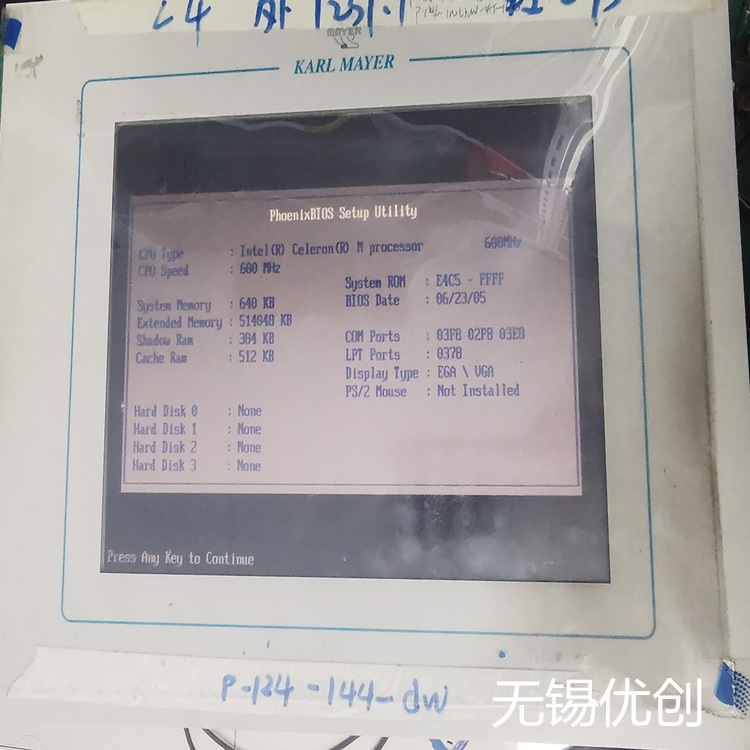 MAYER
KARL MAYER
PhoenixBIOS Setup Utility
CPU Type : Intel(R) Celeron(R) M processor 600MHz
CPU Speed : 600 MHz
System ROM : E4C5 - FFFF
BIOS Date : 06/23/05
System Memory : 640 KB
Extended Memory : 514048 KB
Shadow Ram : 384 KB
Cache Ram : 512 KB
COM Ports : 03F8 02F8 03E8
LPT Ports : 0378
Display Type : EGA \ VGA
PS/2 Mouse : Not Installed
Hard Disk 0 : None
Hard Disk 1 : None
Hard Disk 2 : None
Hard Disk 3 : None
Press Any Key to Continue
P-134-144-dw
无锡优创